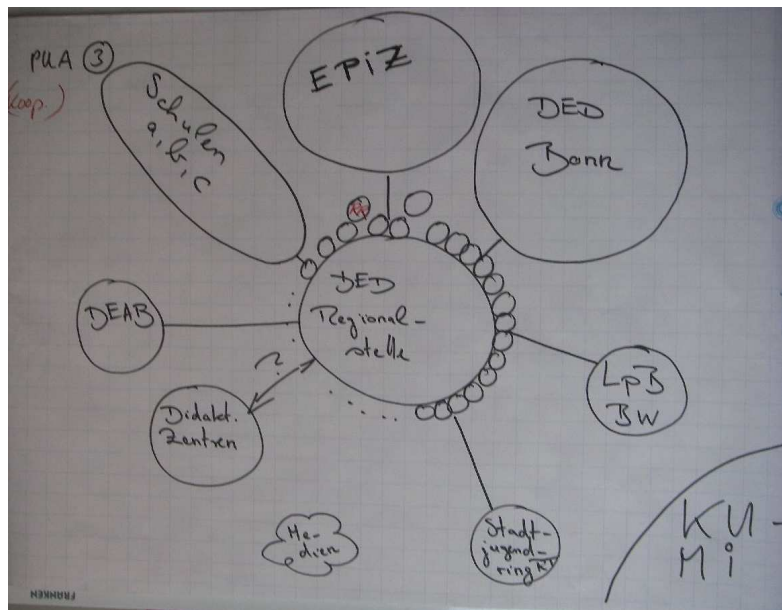 PKA ③
(Koop.)
Schulen
a, b, c
EPiZ
DED
Bonn
DED
Regional-
stelle
DEAB
?
Didakt.
Zentren
LpB
BW
Me-
dien
Stadt-
jugend-
ring
KU-
Mi
FRANKEN